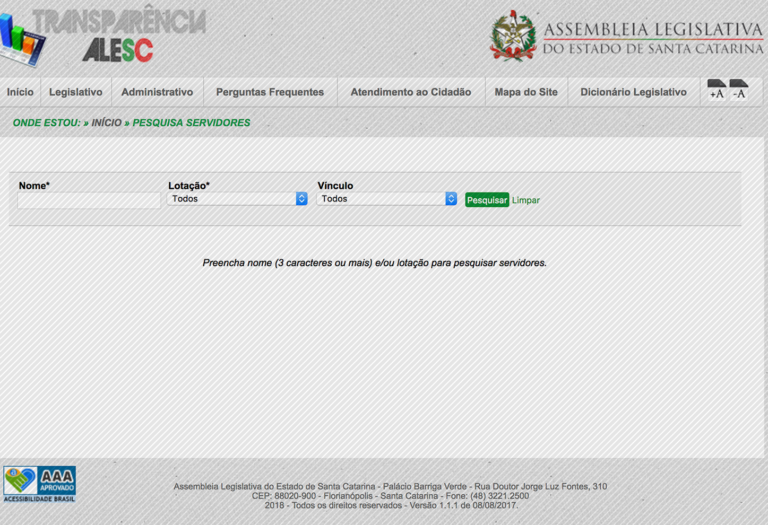 TRANSPARÊNCIA
ALESC
ASSEMBLEIA LEGISLATIVA
DO ESTADO DE SANTA CATARINA
Início Legislativo Administrativo Perguntas Frequentes Atendimento ao Cidadão Mapa do Site Dicionário Legislativo +A -A
ONDE ESTOU: » INÍCIO » PESQUISA SERVIDORES
Nome* Lotação* Vínculo
Todos Todos Pesquisar Limpar
Preencha nome (3 caracteres ou mais) e/ou lotação para pesquisar servidores.
AAA
APROVADO
ACESSIBILIDADE BRASIL
Assembleia Legislativa do Estado de Santa Catarina - Palácio Barriga Verde - Rua Doutor Jorge Luz Fontes, 310
CEP: 88020-900 - Florianópolis - Santa Catarina - Fone: (48) 3221.2500
2018 - Todos os direitos reservados - Versão 1.1.1 de 08/08/2017.